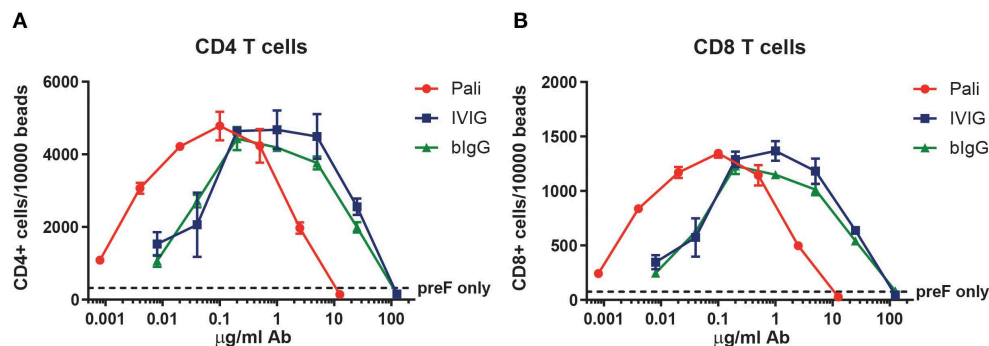 A
CD4 T cells
CD4+ cells/10000 beads
6000
4000
2000
0
0.001 0.01 0.1 1 10 100
μg/ml Ab
Pali
IVIG
bIgG
preF only
B
CD8 T cells
CD8+ cells/10000 beads
2000
1500
1000
500
0
0.001 0.01 0.1 1 10 100
μg/ml Ab
Pali
IVIG
bIgG
preF only